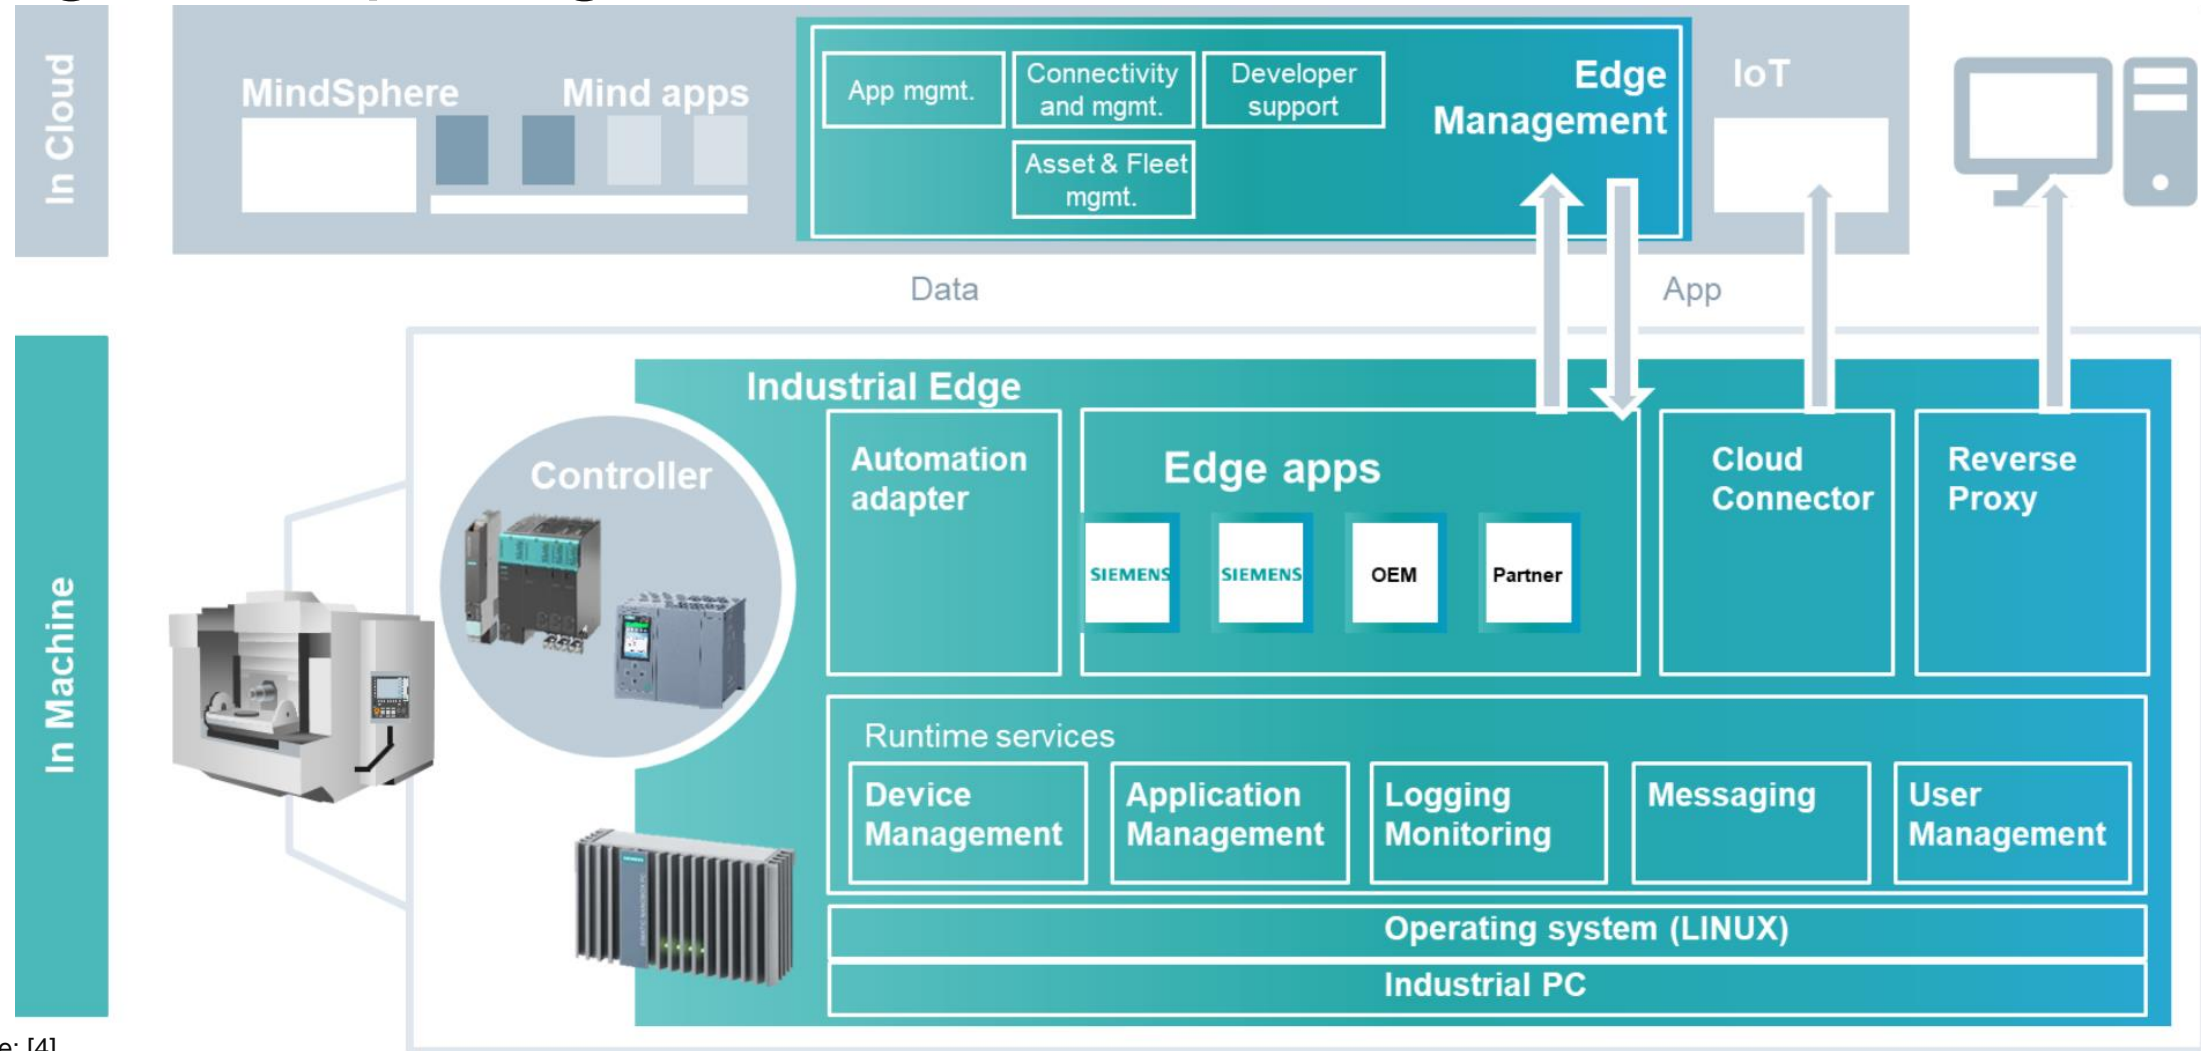 In Cloud
MindSphere
Mind apps
App mgmt.
Connectivity
and mgmt.
Developer
support
Asset & Fleet
mgmt.
Edge
Management
IoT
Data
App
In Machine
Industrial Edge
Controller
Automation
adapter
Edge apps
SIEMENS
SIEMENS
OEM
Partner
Cloud
Connector
Reverse
Proxy
Runtime services
Device
Management
Application
Management
Logging
Monitoring
Messaging
User
Management
Operating system (LINUX)
Industrial PC
e: [4]